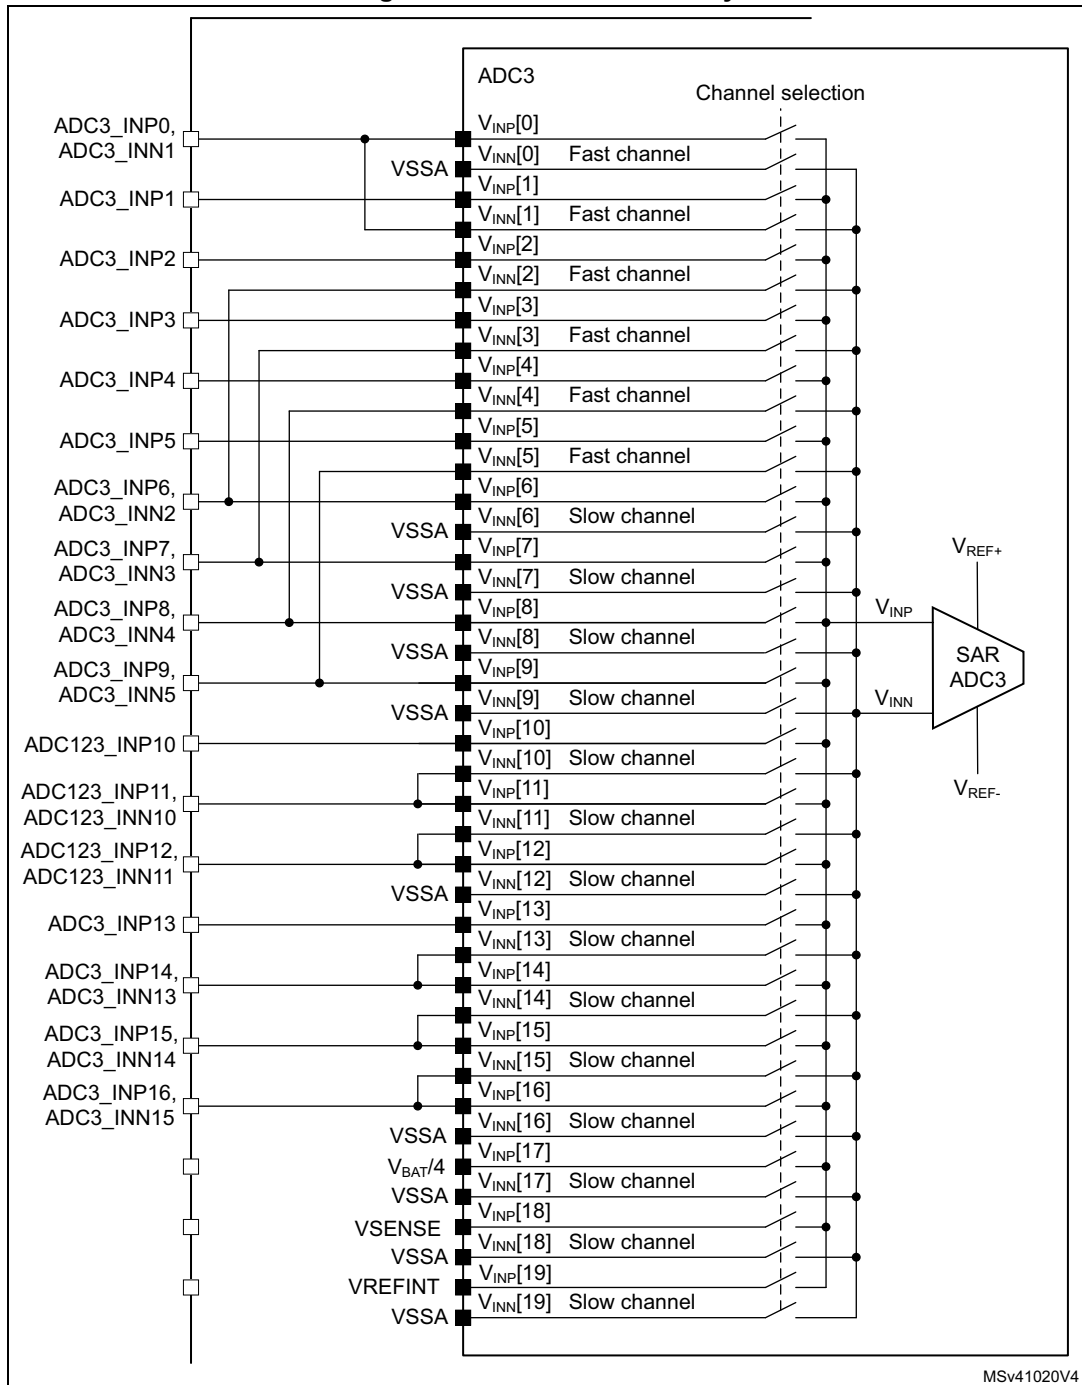 ADC3
Channel selection
ADC3_INP0,
ADC3_INN1
VINP[0]
VINN[0] Fast channel
VSSA
ADC3_INP1
VINP[1]
VINN[1] Fast channel
ADC3_INP2
VINP[2]
VINN[2] Fast channel
ADC3_INP3
VINP[3]
VINN[3] Fast channel
ADC3_INP4
VINP[4]
VINN[4] Fast channel
ADC3_INP5
VINP[5]
VINN[5] Fast channel
ADC3_INP6,
ADC3_INN2
VINP[6]
VINN[6] Slow channel
VSSA
ADC3_INP7,
ADC3_INN3
VINP[7]
VINN[7] Slow channel
VSSA
ADC3_INP8,
ADC3_INN4
VINP[8]
VINN[8] Slow channel
VSSA
ADC3_INP9,
ADC3_INN5
VINP[9]
VINN[9] Slow channel
VSSA
VREF+
VINP
SAR
ADC3
VINN
VREF-
ADC123_INP10
VINP[10]
VINN[10] Slow channel
ADC123_INP11,
ADC123_INN10
VINP[11]
VINN[11] Slow channel
ADC123_INP12,
ADC123_INN11
VINP[12]
VINN[12] Slow channel
VSSA
ADC3_INP13
VINP[13]
VINN[13] Slow channel
ADC3_INP14,
ADC3_INN13
VINP[14]
VINN[14] Slow channel
ADC3_INP15,
ADC3_INN14
VINP[15]
VINN[15] Slow channel
ADC3_INP16,
ADC3_INN15
VINP[16]
VINN[16] Slow channel
VSSA
VINP[17]
VBAT/4
VINN[17] Slow channel
VSSA
VINP[18]
VSENSE
VINN[18] Slow channel
VSSA
VINP[19]
VREFINT
VINN[19] Slow channel
VSSA
MSv41020V4